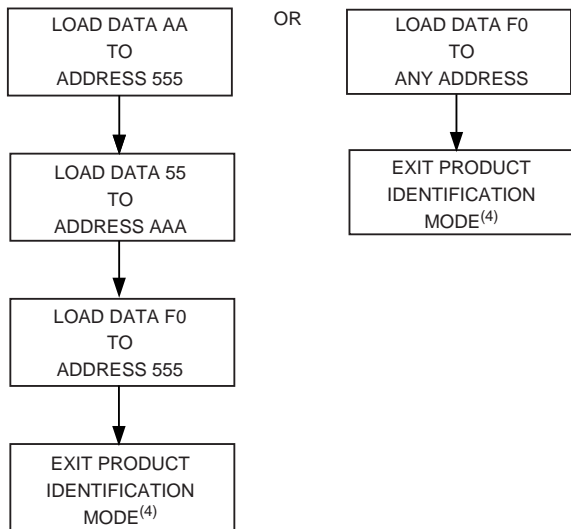 LOAD DATA AA
TO
ADDRESS 555
LOAD DATA 55
TO
ADDRESS AAA
LOAD DATA F0
TO
ADDRESS 555
EXIT PRODUCT
IDENTIFICATION
MODE(4)
OR
LOAD DATA F0
TO
ANY ADDRESS
EXIT PRODUCT
IDENTIFICATION
MODE(4)